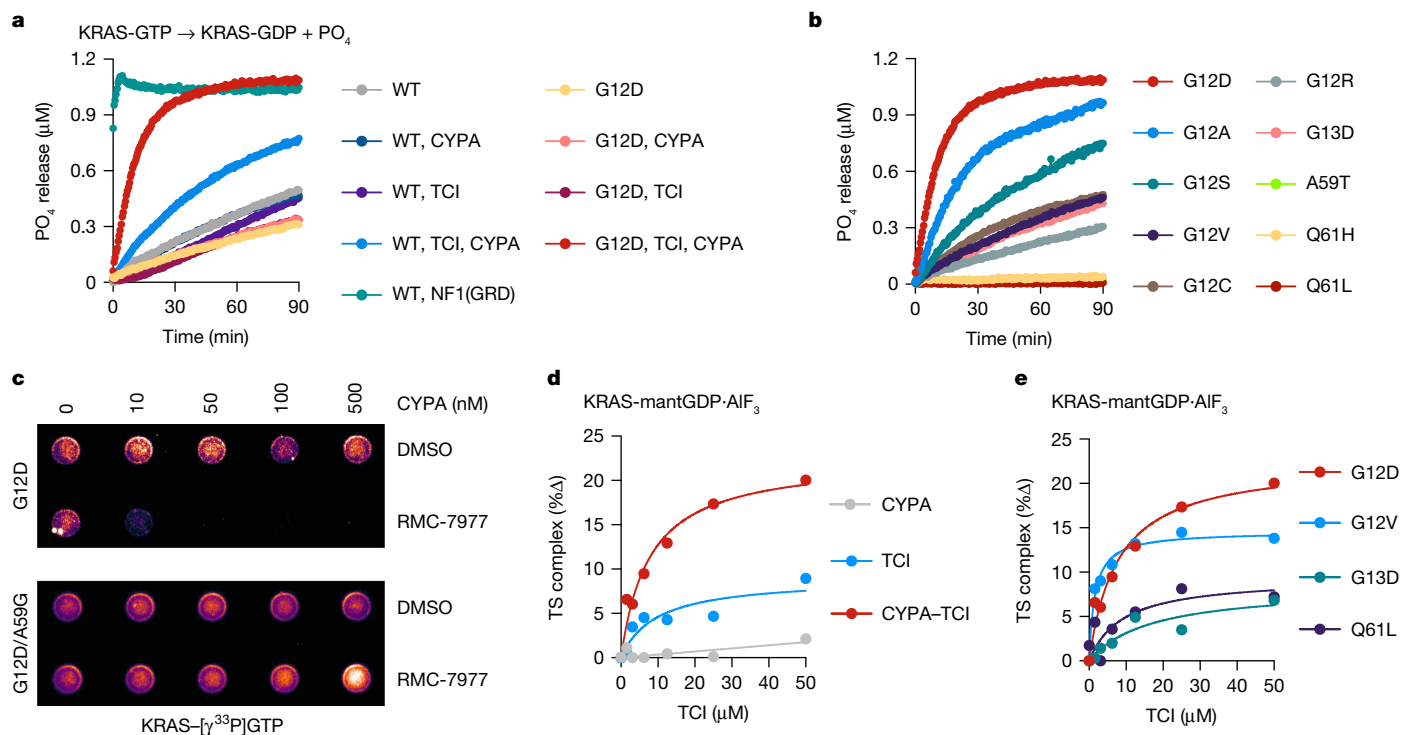 a
KRAS-GTP → KRAS-GDP + PO4
PO4 release (μM)
1.2
0.9
0.6
0.3
0
0 30 60 90
Time (min)
WT
WT, CYPA
WT, TCI
WT, TCI, CYPA
WT, NF1(GRD)
G12D
G12D, CYPA
G12D, TCI
G12D, TCI, CYPA
b
PO4 release (μM)
1.2
0.9
0.6
0.3
0
0 30 60 90
Time (min)
G12D
G12A
G12S
G12V
G12C
G12R
G13D
A59T
Q61H
Q61L
c
0 10 50 100 500 CYPA (nM)
G12D
DMSO
RMC-7977
G12D/A59G
DMSO
RMC-7977
KRAS–[γ33P]GTP
d
KRAS-mantGDP·AlF3
TS complex (%Δ)
25
20
15
10
5
0
0 10 20 30 40 50
TCI (μM)
CYPA
TCI
CYPA–TCI
e
KRAS-mantGDP·AlF3
TS complex (%Δ)
25
20
15
10
5
0
0 10 20 30 40 50
TCI (μM)
G12D
G12V
G13D
Q61L